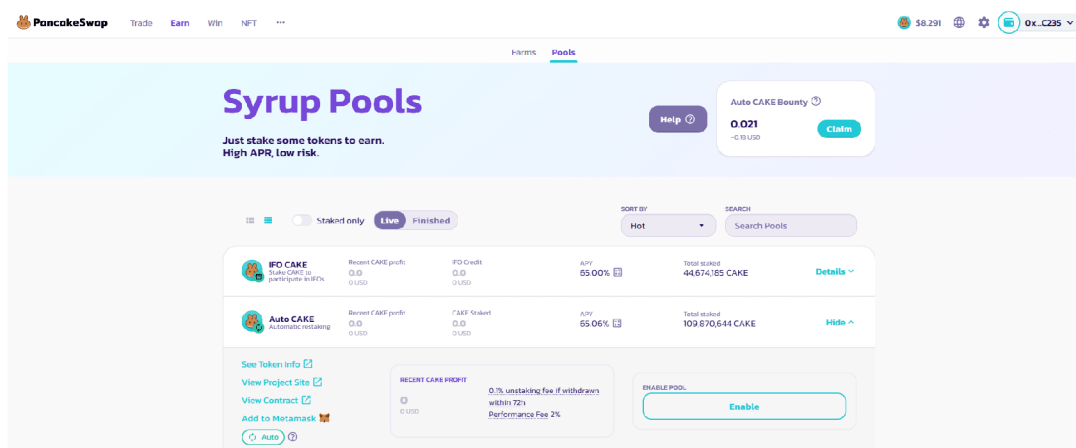 PancakeSwap Trade Earn Win NFT ... $8.291 0x...C235
Farms Pools
Syrup Pools
Just stake some tokens to earn.
High APR, low risk.
Help
Auto CAKE Bounty
0.021
~0.19 USD
Claim
Staked only Live Finished
SORT BY
Hot
SEARCH
Search Pools
IFO CAKE
Stake CAKE to
participate in IFOs
Recent CAKE profit
0.0
0 USD
IFO Credit
0.0
0 USD
APY
65.00%
Total staked
44,674,185 CAKE
Details
Auto CAKE
Automatic restaking
Recent CAKE profit
0.0
0 USD
CAKE Staked
0.0
0 USD
APY
65.06%
Total staked
109,870,644 CAKE
Hide
See Token Info
View Project Site
View Contract
Add to Metamask
Auto
RECENT CAKE PROFIT
0
0 USD
0.1% unstaking fee if withdrawn
within 72h
Performance Fee 2%
ENABLE POOL
Enable